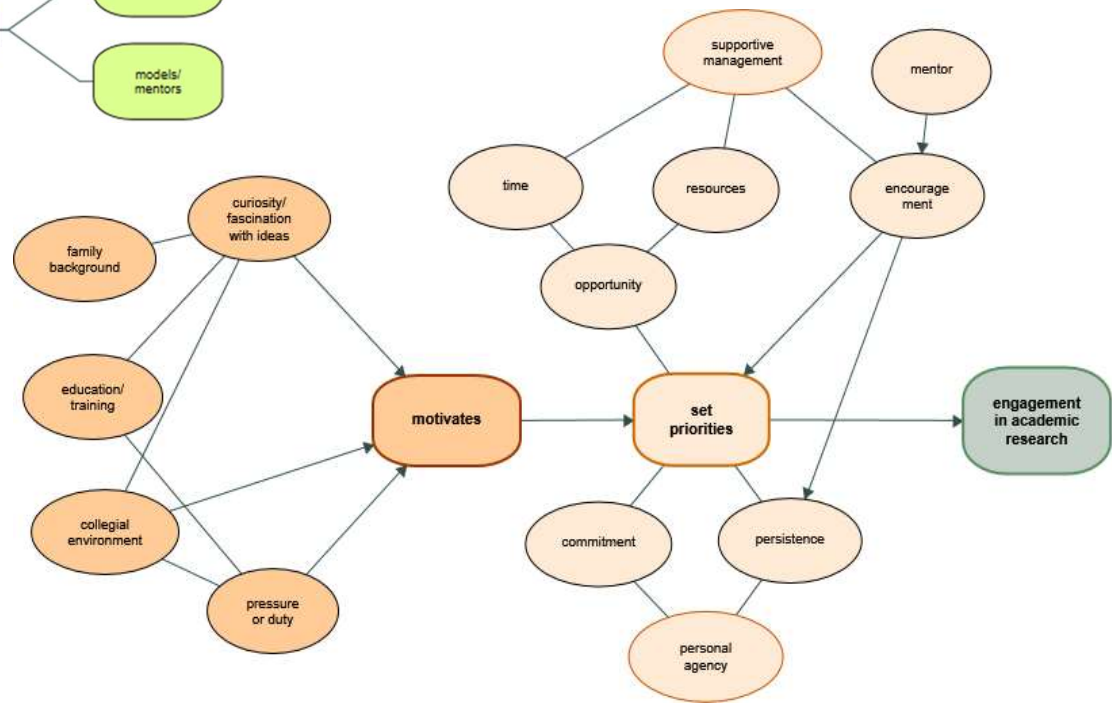 models/
mentors
supportive
management
mentor
time
resources
encourage
ment
curiosity/
fascination
with ideas
family
background
opportunity
education/
training
motivates
set
priorities
engagement
in academic
research
collegial
environment
commitment
persistence
pressure
or duty
personal
agency